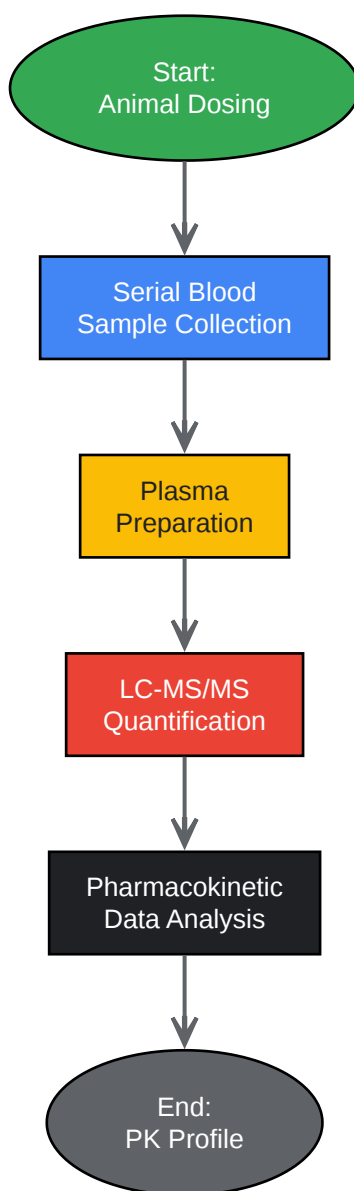 Start:
Animal Dosing
Serial Blood
Sample Collection
Plasma
Preparation
LC-MS/MS
Quantification
Pharmacokinetic
Data Analysis
End:
PK Profile